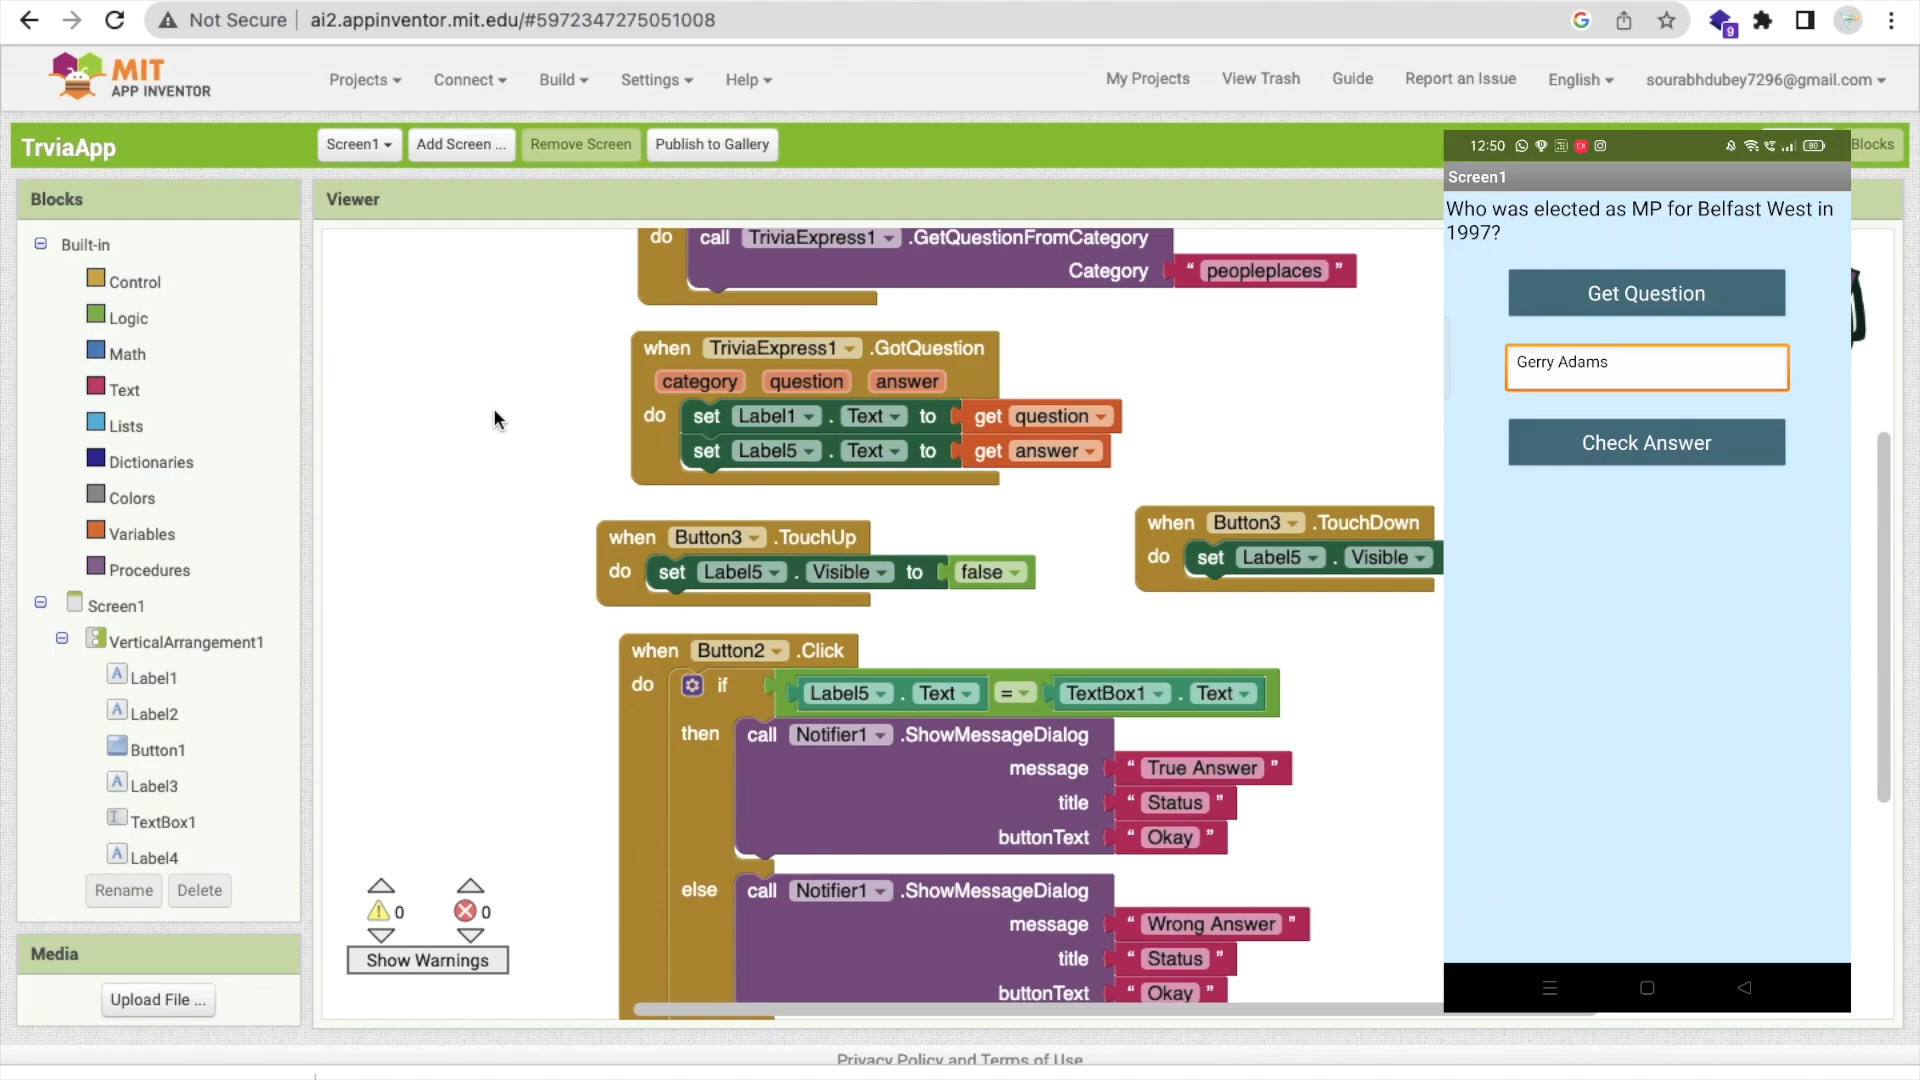 Not Secure | ai2.appinventor.mit.edu/#5972347275051008
9
MIT
APP INVENTOR
Projects
Connect
Build
Settings
Help
My Projects
View Trash
Guide
Report an Issue
English
sourabhdubey7296@gmail.com
TrviaApp
Screen1
Add Screen ...
Remove Screen
Publish to Gallery
Blocks
Blocks
Built-in
Control
Logic
Math
Text
Lists
Dictionaries
Colors
Variables
Procedures
Screen1
VerticalArrangement1
Label1
Label2
Button1
Label3
TextBox1
Label4
Rename
Delete
Media
Upload File ...
Viewer
do call TriviaExpress1 .GetQuestionFromCategory
Category “ peopleplaces ”
when TriviaExpress1 .GotQuestion
category question answer
do set Label1 . Text to get question
set Label5 . Text to get answer
when Button3 .TouchUp
do set Label5 . Visible to false
when Button3 .TouchDown
do set Label5 . Visible
when Button2 .Click
do if Label5 . Text = TextBox1 . Text
then call Notifier1 .ShowMessageDialog
message “ True Answer ”
title “ Status ”
buttonText “ Okay ”
else call Notifier1 .ShowMessageDialog
message “ Wrong Answer ”
title “ Status ”
buttonText “ Okay ”
0
0
Show Warnings
12:50
80
Screen1
Who was elected as MP for Belfast West in
1997?
Get Question
Gerry Adams
Check Answer
Privacy Policy and Terms of Use